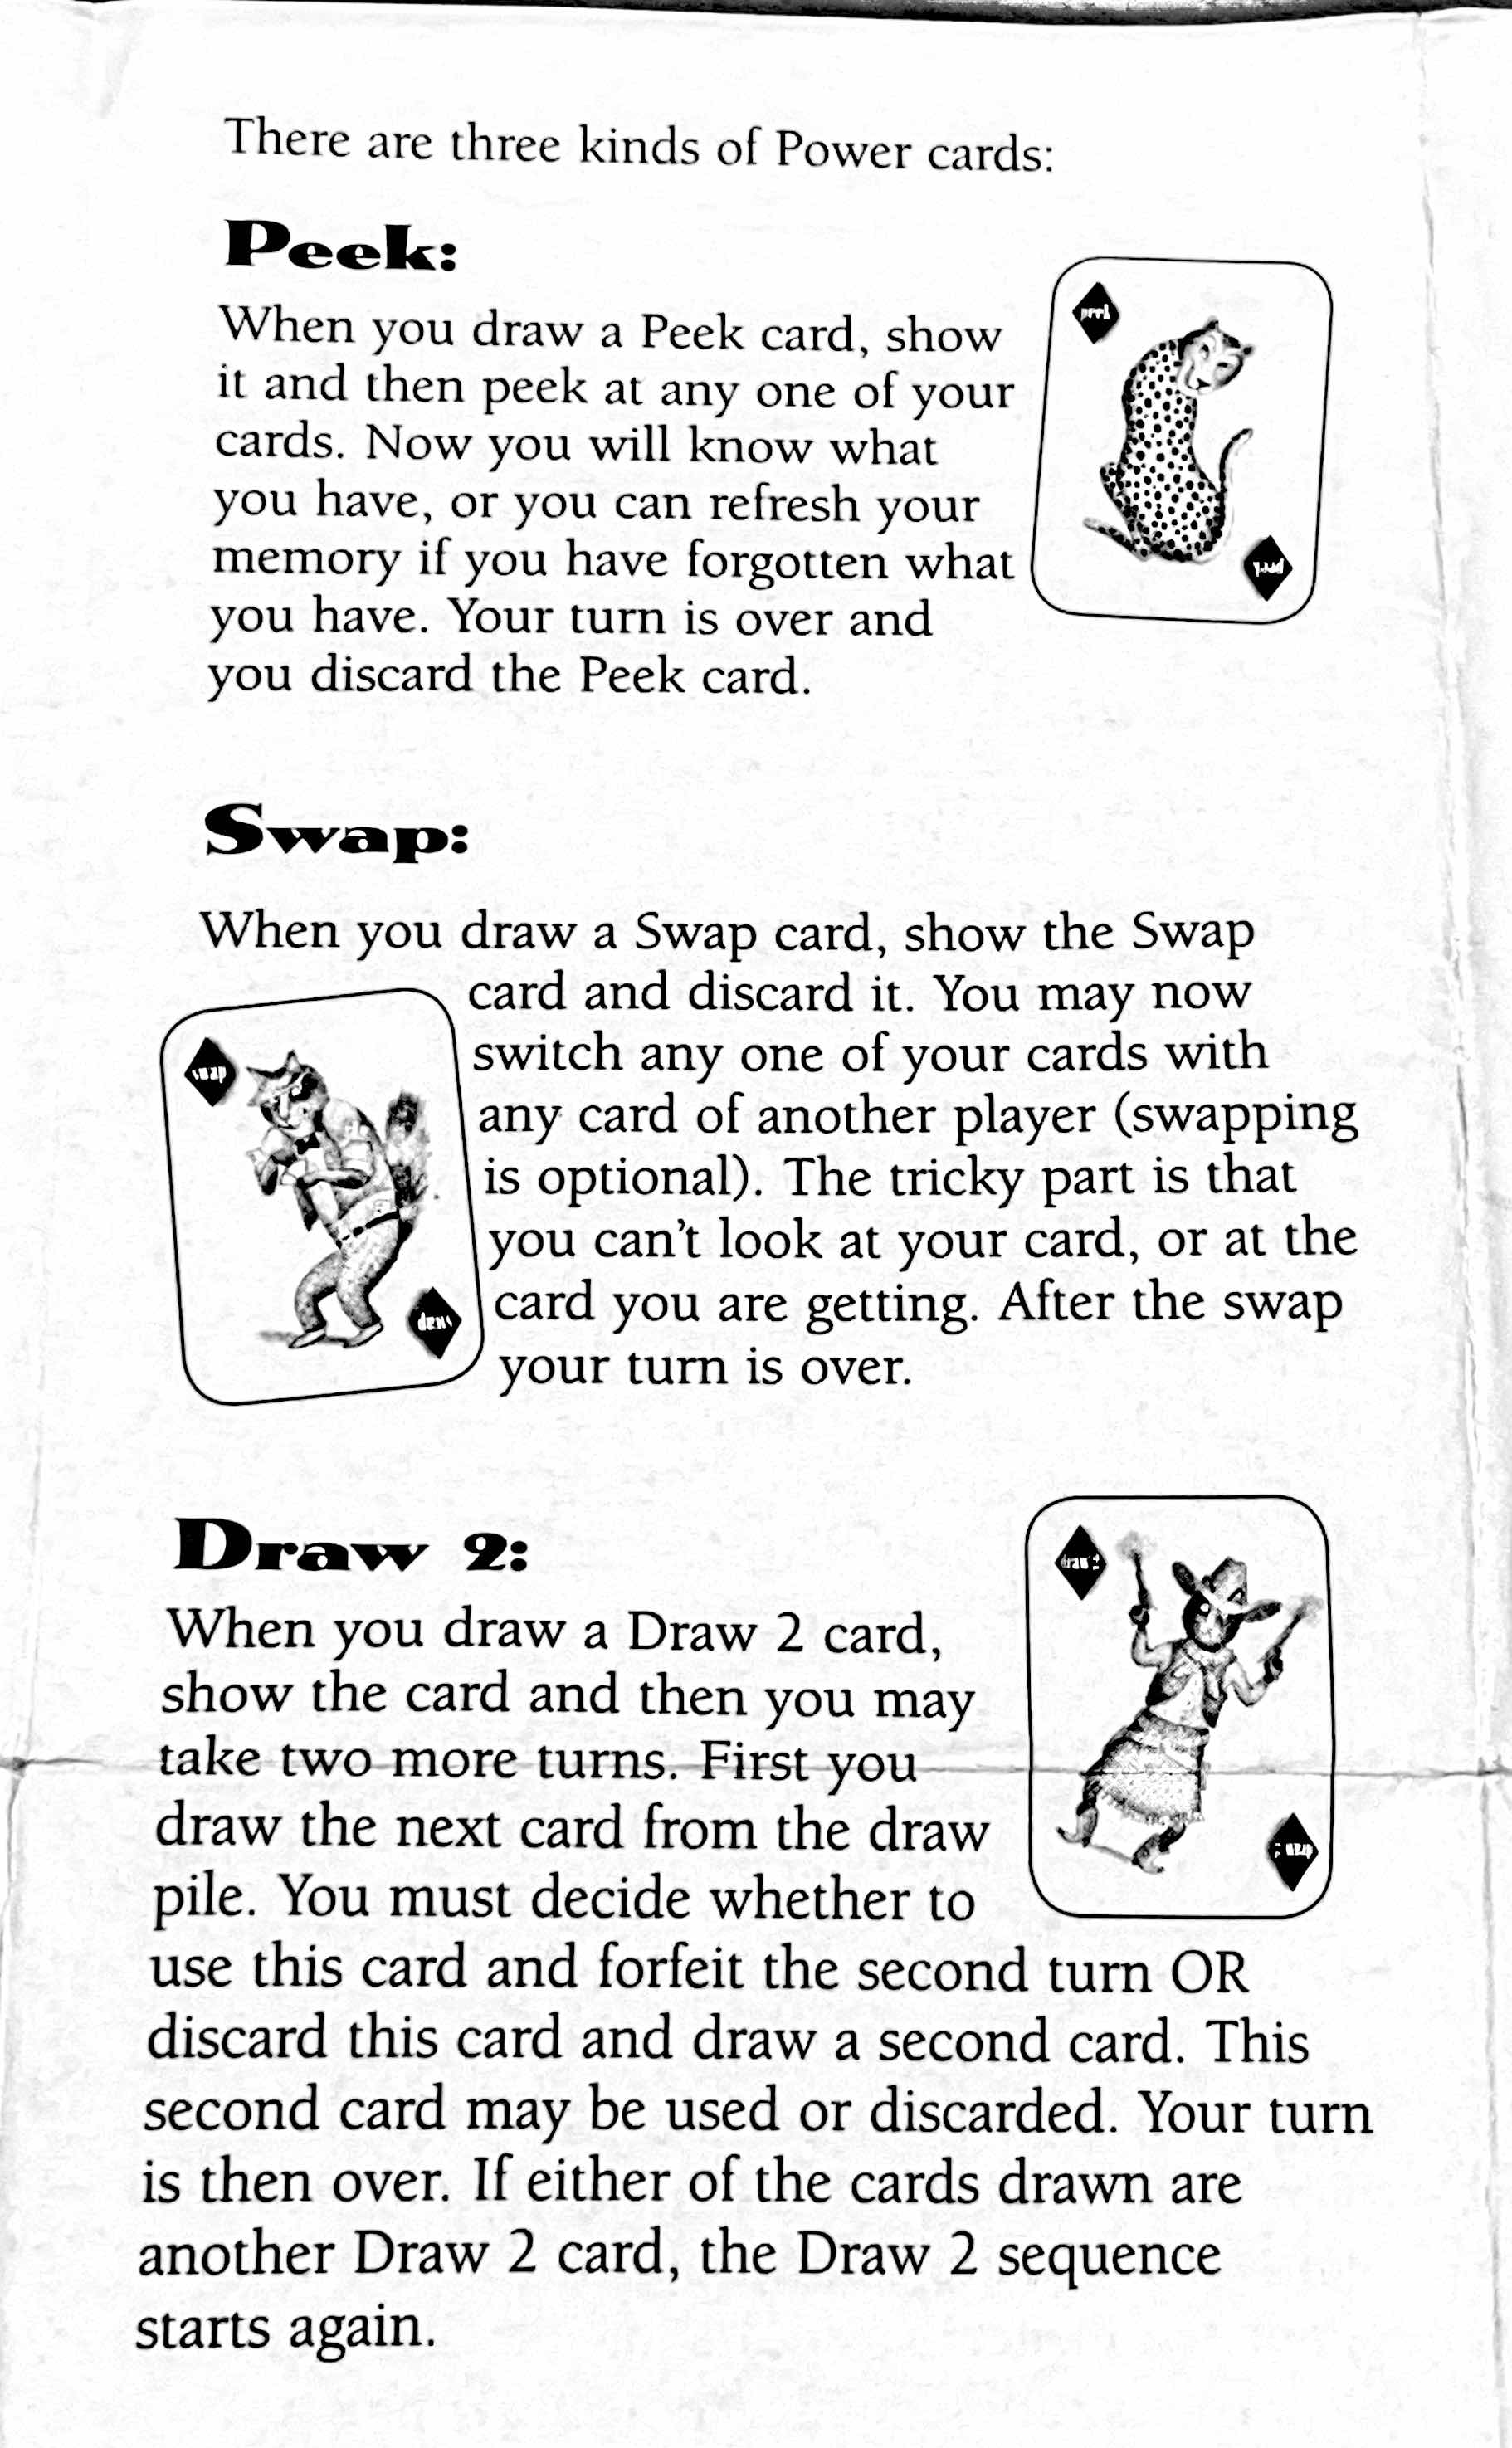 There are three kinds of Power cards:
Peek:
When you draw a Peek card, show
it and then peek at any one of your
cards. Now you will know what
you have, or you can refresh your
memory if you have forgotten what
you have. Your turn is over and
you discard the Peek card.
peek
peek
Swap:
When you draw a Swap card, show the Swap
card and discard it. You may now
switch any one of your cards with
any card of another player (swapping
is optional). The tricky part is that
you can't look at your card, or at the
card you are getting. After the swap
your turn is over.
swap
swap
Draw 2:
When you draw a Draw 2 card,
show the card and then you may
take two more turns. First you
draw the next card from the draw
pile. You must decide whether to
use this card and forfeit the second turn OR
discard this card and draw a second card. This
second card may be used or discarded. Your turn
is then over. If either of the cards drawn are
another Draw 2 card, the Draw 2 sequence
starts again.
draw 2
draw 2